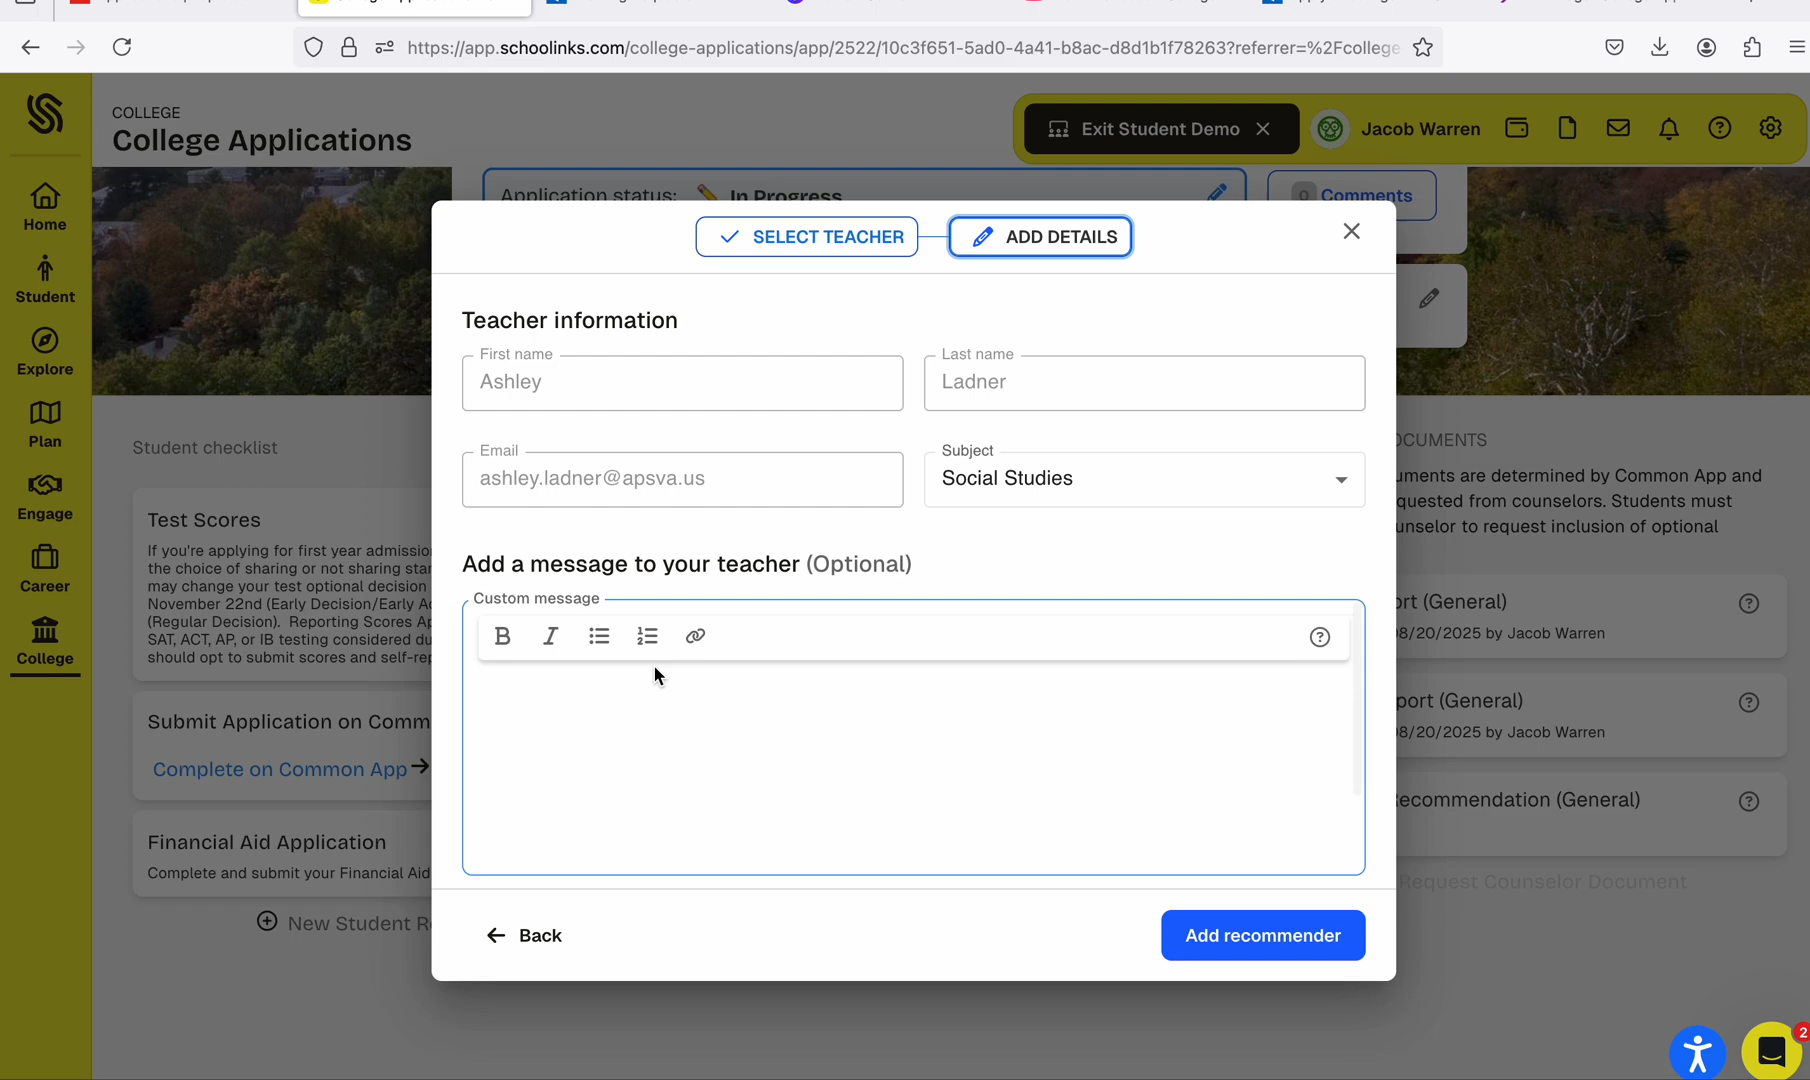 https://app.schoolinks.com/college-applications/app/2522/10c3f651-5ad0-4a41-b8ac-d8d1b1f78263?referrer=%2Fcollege
COLLEGE
College Applications
Exit Student Demo
Jacob Warren
Home
Student
Explore
Plan
Engage
Career
College
Application status: In Progress
0 Comments
SELECT TEACHER
ADD DETAILS
Teacher information
First name
Ashley
Last name
Ladner
Email
ashley.ladner@apsva.us
Subject
Social Studies
Add a message to your teacher (Optional)
Custom message
Back
Add recommender
Student checklist
Test Scores
If you're applying for first year admissio
the choice of sharing or not sharing sta
may change your test optional decision
November 22nd (Early Decision/Early A
(Regular Decision). Reporting Scores A
SAT, ACT, AP, or IB testing considered du
should opt to submit scores and self-re
Submit Application on Comm
Complete on Common App
Financial Aid Application
Complete and submit your Financial Aid
New Student R
OCUMENTS
uments are determined by Common App and
quested from counselors. Students must
unselor to request inclusion of optional
ort (General)
8/20/2025 by Jacob Warren
port (General)
8/20/2025 by Jacob Warren
Recommendation (General)
Request Counselor Document
2